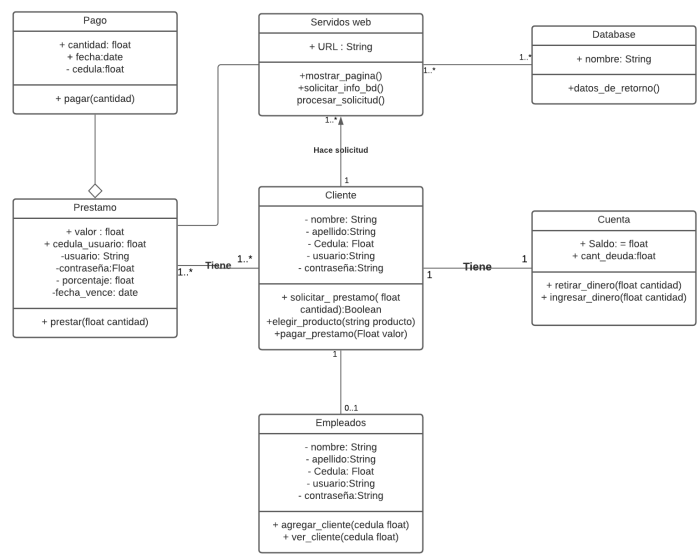 Pago
+ cantidad: float
+ fecha:date
- cedula:float
+ pagar(cantidad)
Servidos web
+ URL : String
+mostrar_pagina()
+solicitar_info_bd()
procesar_solicitud()
Database
+ nombre: String
+datos_de_retorno()
1..*
1..*
1..*
Hace solicitud
1
Prestamo
+ valor : float
+ cedula_usuario: float
-usuario: String
-contraseña:Float
- porcentaje: float
-fecha_vence: date
+ prestar(float cantidad)
1..*
Tiene
1..*
Cliente
- nombre: String
- apellido:String
- Cedula: Float
- usuario:String
- contraseña:String
+ solicitar_ prestamo( float
cantidad):Boolean
+elegir_producto(string producto)
+pagar_prestamo(Float valor)
1
Tiene
1
Cuenta
+ Saldo: = float
+ cant_deuda:float
+ retirar_dinero(float cantidad)
+ ingresar_dinero(float cantidad)
1
0..1
Empleados
- nombre: String
- apellido:String
- Cedula: Float
- usuario:String
- contraseña:String
+ agregar_cliente(cedula float)
+ ver_cliente(cedula float)